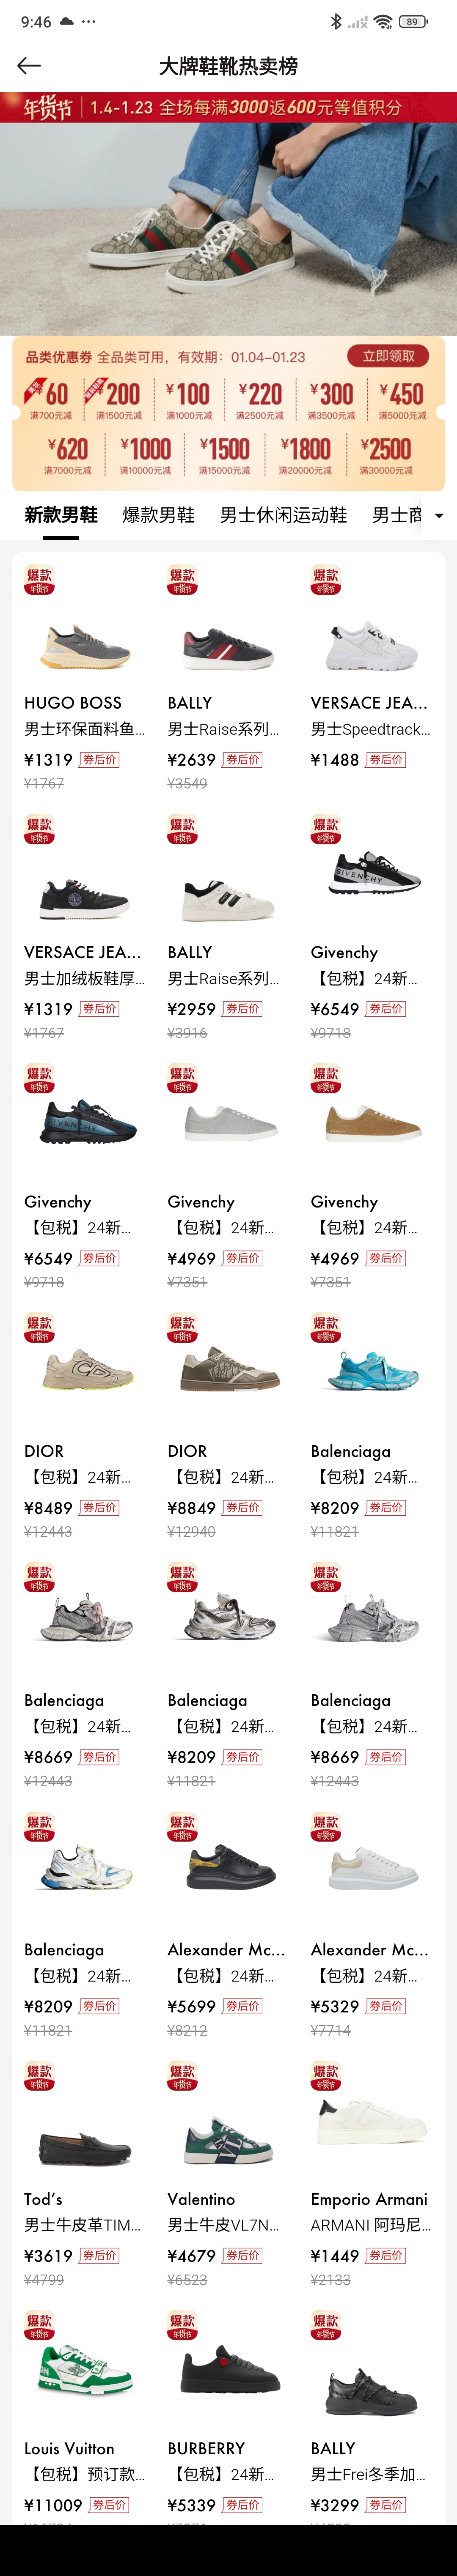 9:46
89
大牌鞋靴热卖榜
年货节 1.4-1.23 全场每满3000返600元等值积分
品类优惠券 全品类可用，有效期：01.04-01.23 立即领取
¥60 ¥200 ¥100 ¥220 ¥300 ¥450
满700元减 满1500元减 满1000元减 满2500元减 满3500元减 满5000元减
¥620 ¥1000 ¥1500 ¥1800 ¥2500
满7000元减 满10000元减 满15000元减 满20000元减 满30000元减
新款男鞋 爆款男鞋 男士休闲运动鞋 男士商
爆款 年货节 爆款 年货节 爆款 年货节
HUGO BOSS BALLY VERSACE JEA...
男士环保面料鱼... 男士Raise系列... 男士Speedtrack...
¥1319 券后价 ¥2639 券后价 ¥1488 券后价
¥1767 ¥3549
爆款 年货节 爆款 年货节 爆款 年货节
GIVENCHY
VERSACE JEA... BALLY Givenchy
男士加绒板鞋厚... 男士Raise系列... 【包税】24新...
¥1319 券后价 ¥2959 券后价 ¥6549 券后价
¥1767 ¥3916 ¥9718
爆款 年货节 爆款 年货节 爆款 年货节
Givenchy Givenchy Givenchy
【包税】24新... 【包税】24新... 【包税】24新...
¥6549 券后价 ¥4969 券后价 ¥4969 券后价
¥9718 ¥7351 ¥7351
爆款 年货节 爆款 年货节 爆款 年货节
DIOR DIOR Balenciaga
【包税】24新... 【包税】24新... 【包税】24新...
¥8489 券后价 ¥8849 券后价 ¥8209 券后价
¥12443 ¥12940 ¥11821
爆款 年货节 爆款 年货节 爆款 年货节
Balenciaga Balenciaga Balenciaga
【包税】24新... 【包税】24新... 【包税】24新...
¥8669 券后价 ¥8209 券后价 ¥8669 券后价
¥12443 ¥11821 ¥12443
爆款 年货节 爆款 年货节 爆款 年货节
Balenciaga Alexander Mc... Alexander Mc...
【包税】24新... 【包税】24新... 【包税】24新...
¥8209 券后价 ¥5699 券后价 ¥5329 券后价
¥11821 ¥8212 ¥7714
爆款 年货节 爆款 年货节 爆款 年货节
Tod's Valentino Emporio Armani
男士牛皮革TIM... 男士牛皮VL7N... ARMANI 阿玛尼...
¥3619 券后价 ¥4679 券后价 ¥1449 券后价
¥4799 ¥6523 ¥2133
爆款 年货节 爆款 年货节 爆款 年货节
Louis Vuitton BURBERRY BALLY
【包税】预订款... 【包税】24新... 男士Frei冬季加...
¥11009 券后价 ¥5339 券后价 ¥3299 券后价